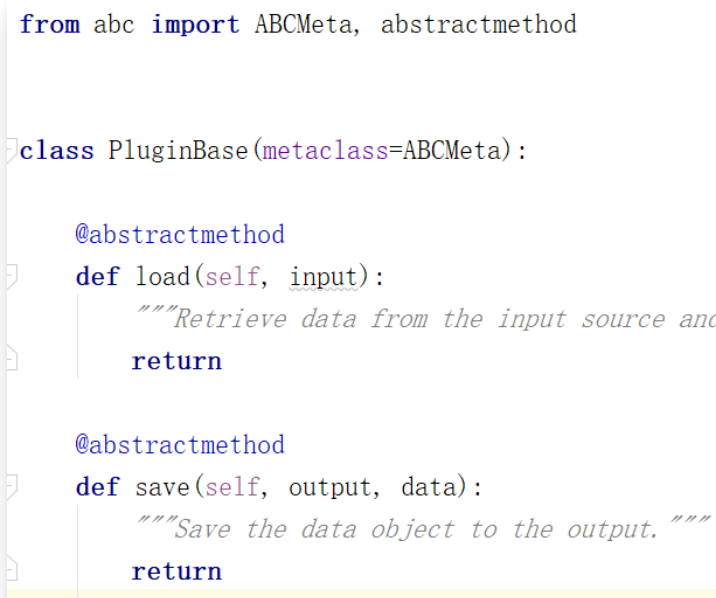 from abc import ABCMeta, abstractmethod
class PluginBase(metaclass=ABCMeta):
@abstractmethod
def load(self, input):
"""Retrieve data from the input source and
return
@abstractmethod
def save(self, output, data):
"""Save the data object to the output."""
return